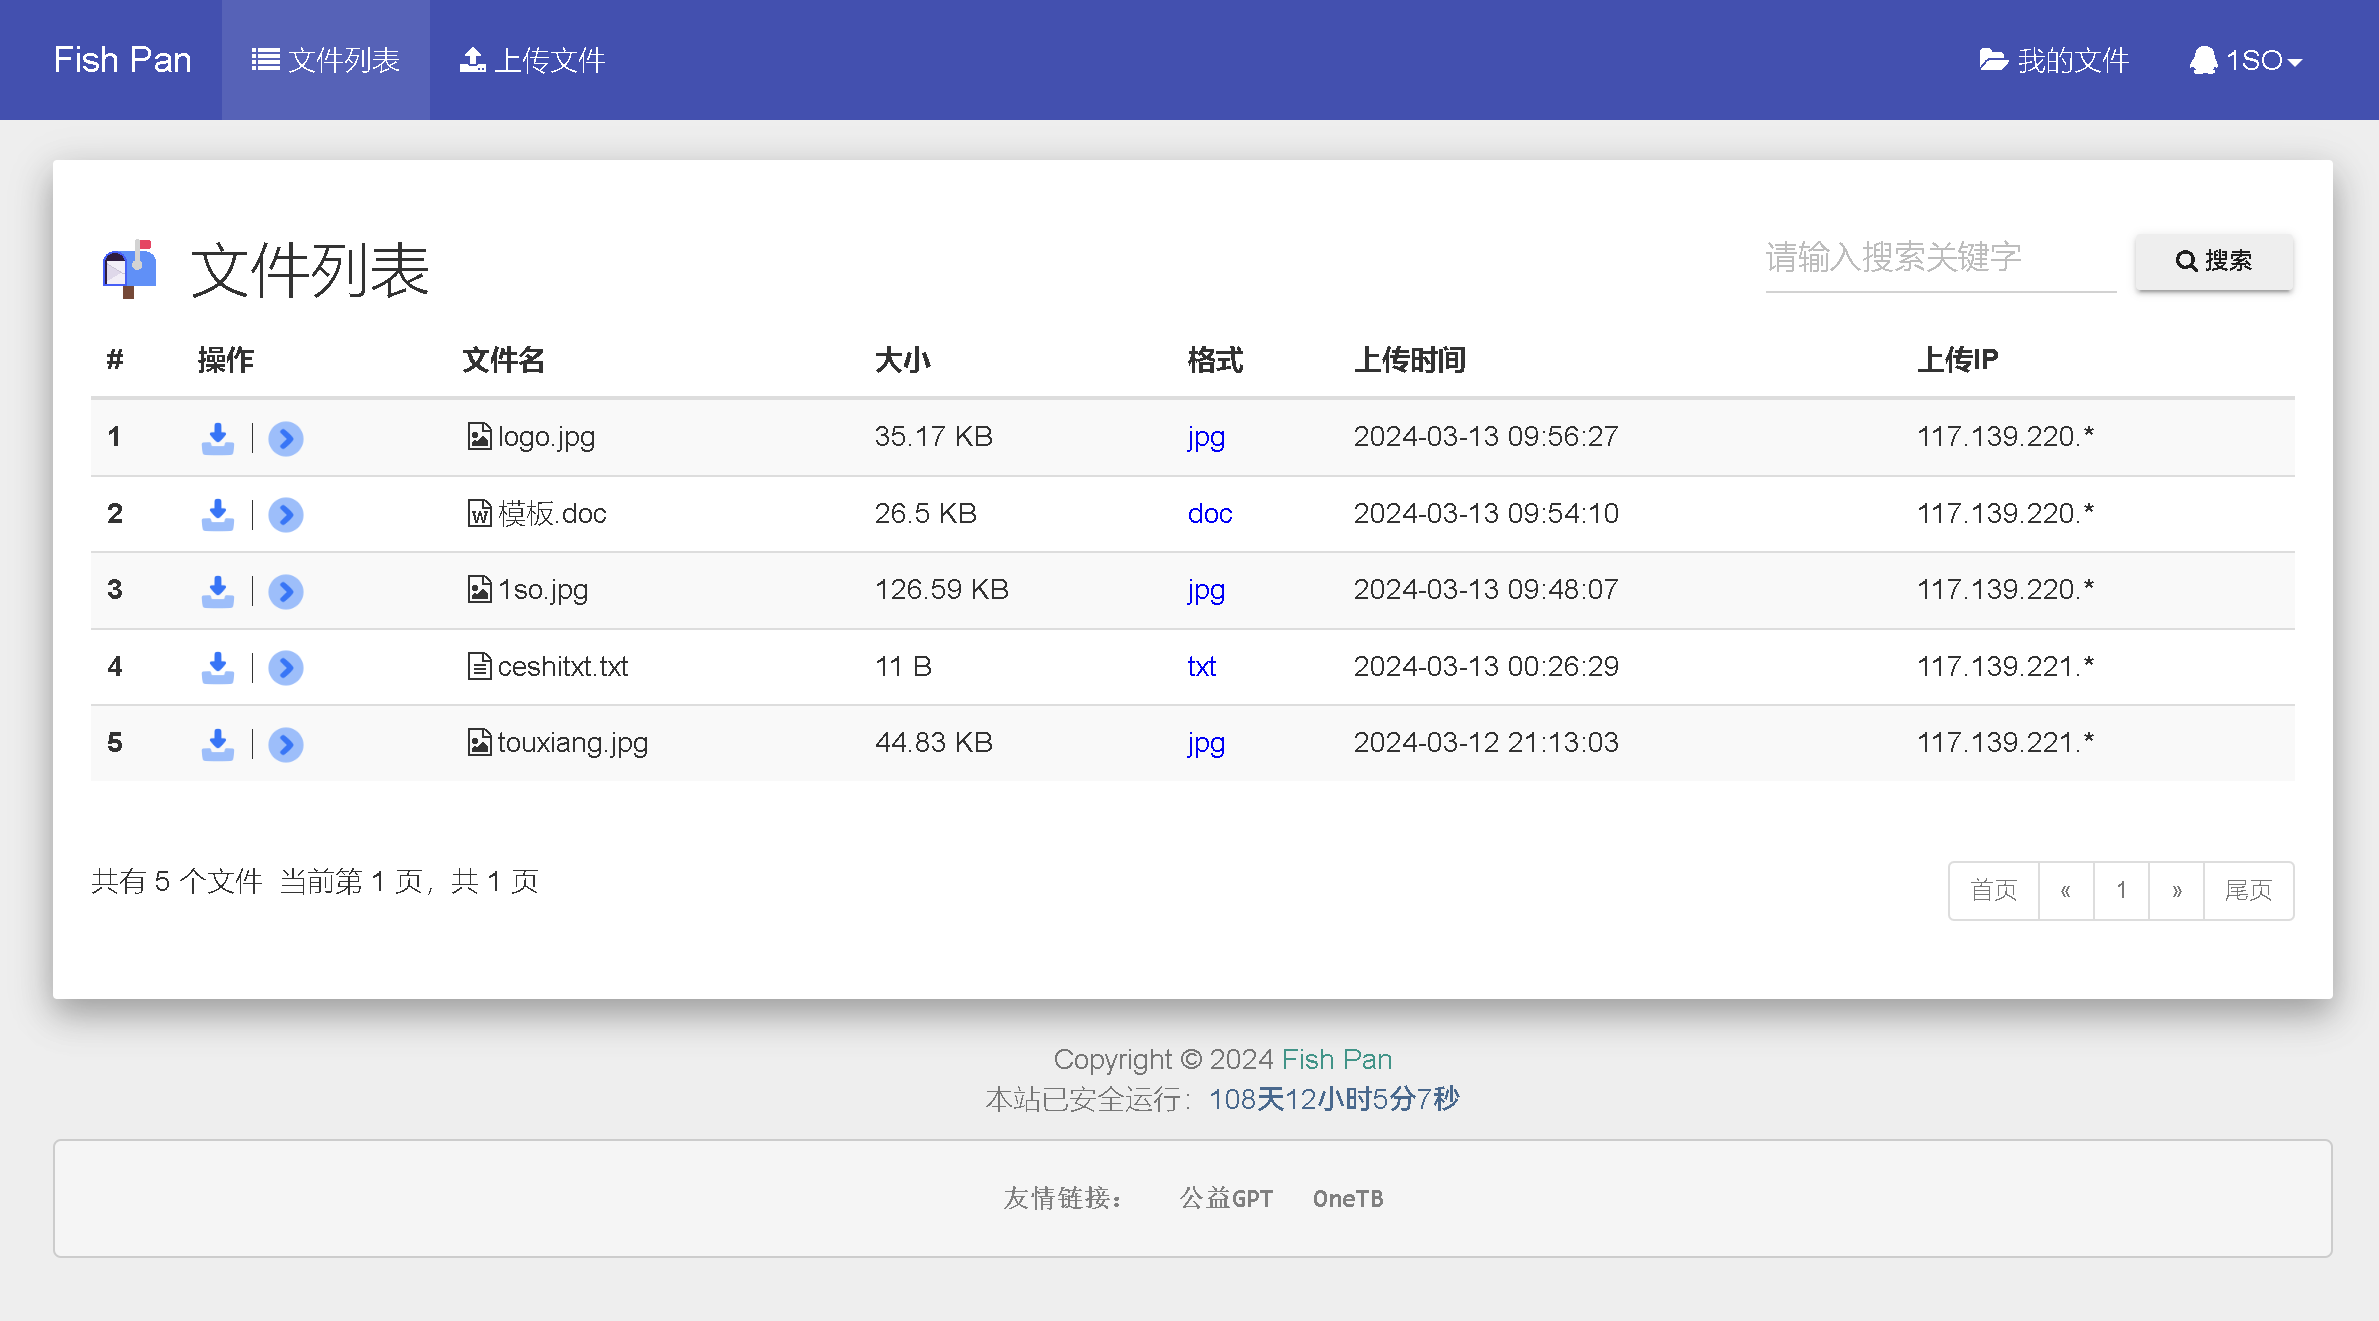 Fish Pan 文件列表 上传文件 我的文件 1SO
文件列表 请输入搜索关键字 搜索
# 操作 文件名 大小 格式 上传时间 上传IP
1 logo.jpg 35.17 KB jpg 2024-03-13 09:56:27 117.139.220.*
2 模板.doc 26.5 KB doc 2024-03-13 09:54:10 117.139.220.*
3 1so.jpg 126.59 KB jpg 2024-03-13 09:48:07 117.139.220.*
4 ceshitxt.txt 11 B txt 2024-03-13 00:26:29 117.139.221.*
5 touxiang.jpg 44.83 KB jpg 2024-03-12 21:13:03 117.139.221.*
共有 5 个文件 当前第 1 页，共 1 页 首页 « 1 » 尾页
Copyright © 2024 Fish Pan
本站已安全运行：108天12小时5分7秒
友情链接： 公益GPT OneTB